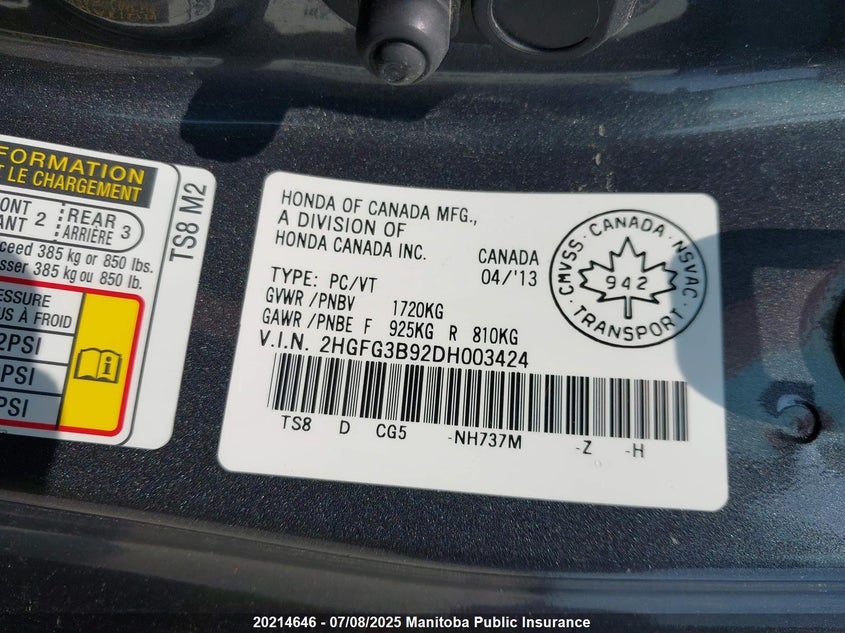 FORMATION
T LE CHARGEMENT
ONT
ANT 2
REAR 3
ARRIÈRE
ceed 385 kg or 850 lbs.
sser 385 kg ou 850 lb.
ESSURE
US À FROID
2PSI
PSI
PSI
TS8 M2
HONDA OF CANADA MFG.,
A DIVISION OF
HONDA CANADA INC.
CANADA
04/'13
TYPE: PC/VT
GVWR /PNBV 1720KG
GAWR /PNBE F 925KG R 810KG
V.I.N. 2HGFG3B92DH003424
TS8 D CG5 -NH737M -Z -H
CMVSS · CANADA · NSVAC · TRANSPORT ·
942
20214646 - 07/08/2025 Manitoba Public Insurance